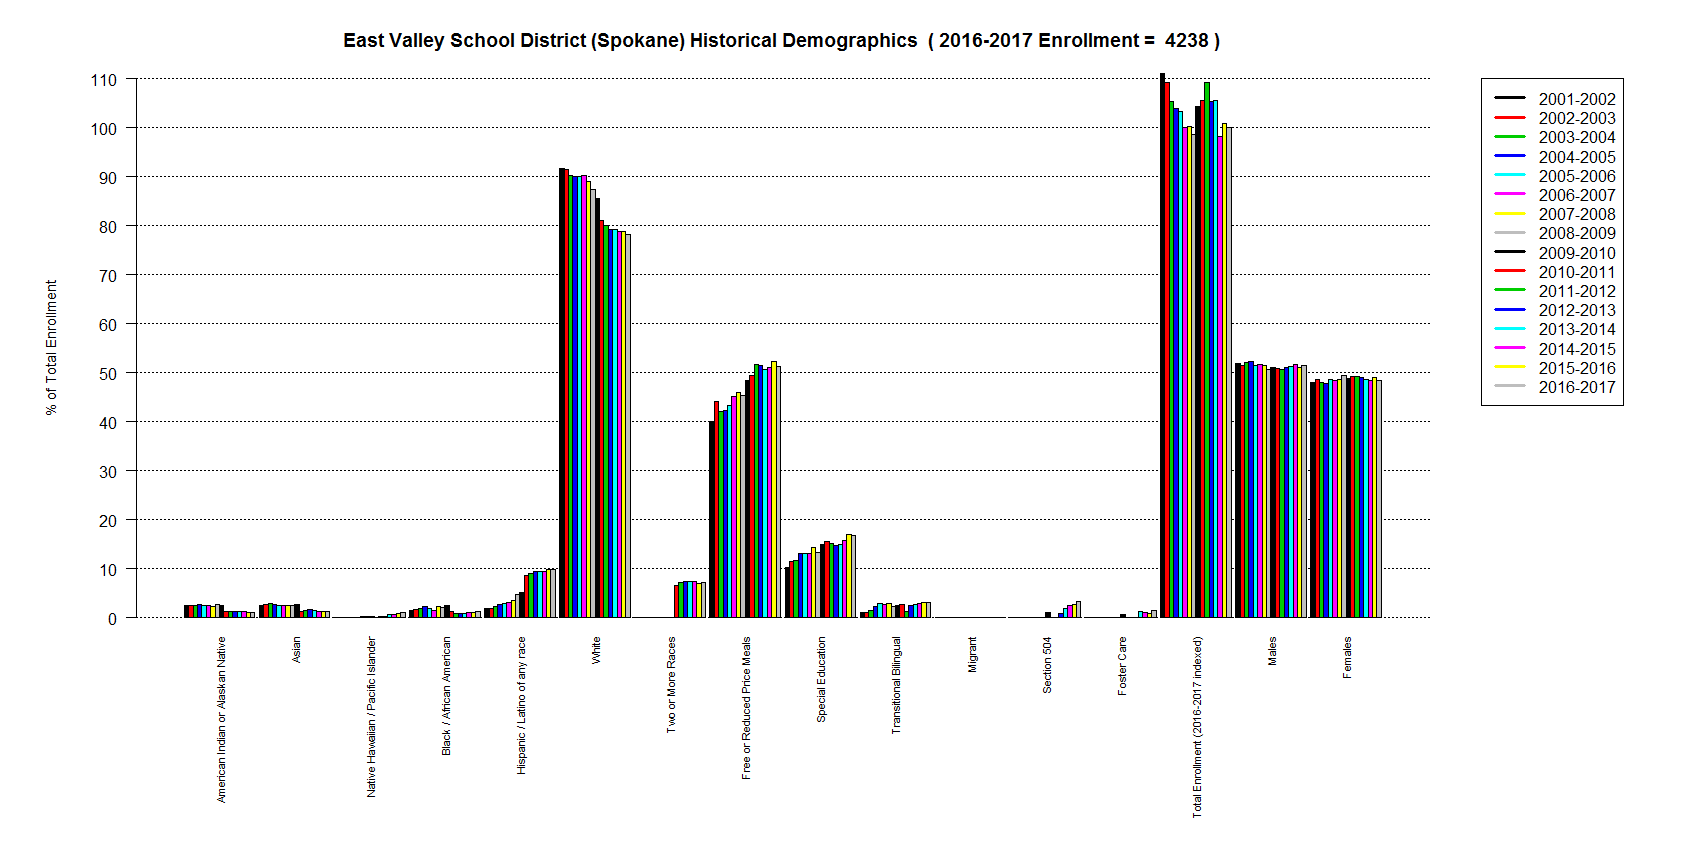 East Valley School District (Spokane) Historical Demographics  ( 2016-2017 Enrollment =  4238 )
% of Total Enrollment
110
100
90
80
70
60
50
40
30
20
10
0
American Indian or Alaskan Native
Asian
Native Hawaiian / Pacific Islander
Black / African American
Hispanic / Latino of any race
White
Two or More Races
Free or Reduced Price Meals
Special Education
Transitional Bilingual
Migrant
Section 504
Foster Care
Total Enrollment (2016-2017 indexed)
Males
Females
2001-2002
2002-2003
2003-2004
2004-2005
2005-2006
2006-2007
2007-2008
2008-2009
2009-2010
2010-2011
2011-2012
2012-2013
2013-2014
2014-2015
2015-2016
2016-2017